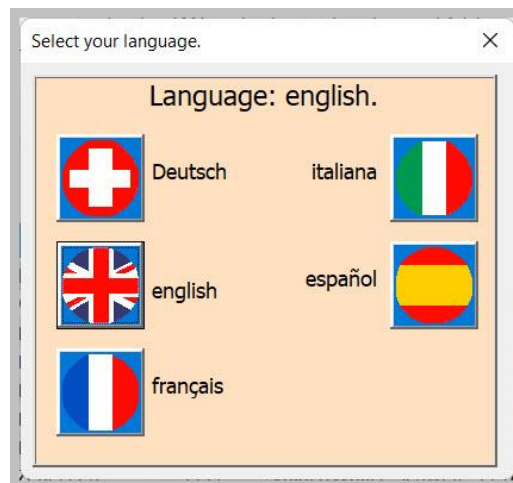 Select your language.
Language: english.
Deutsch
italiana
english
español
français